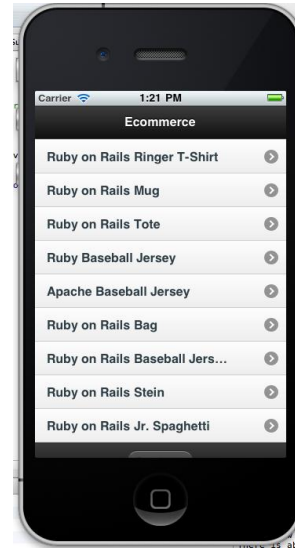 Carrier 1:21 PM
Ecommerce
Ruby on Rails Ringer T-Shirt
Ruby on Rails Mug
Ruby on Rails Tote
Ruby Baseball Jersey
Apache Baseball Jersey
Ruby on Rails Bag
Ruby on Rails Baseball Jers...
Ruby on Rails Stein
Ruby on Rails Jr. Spaghetti